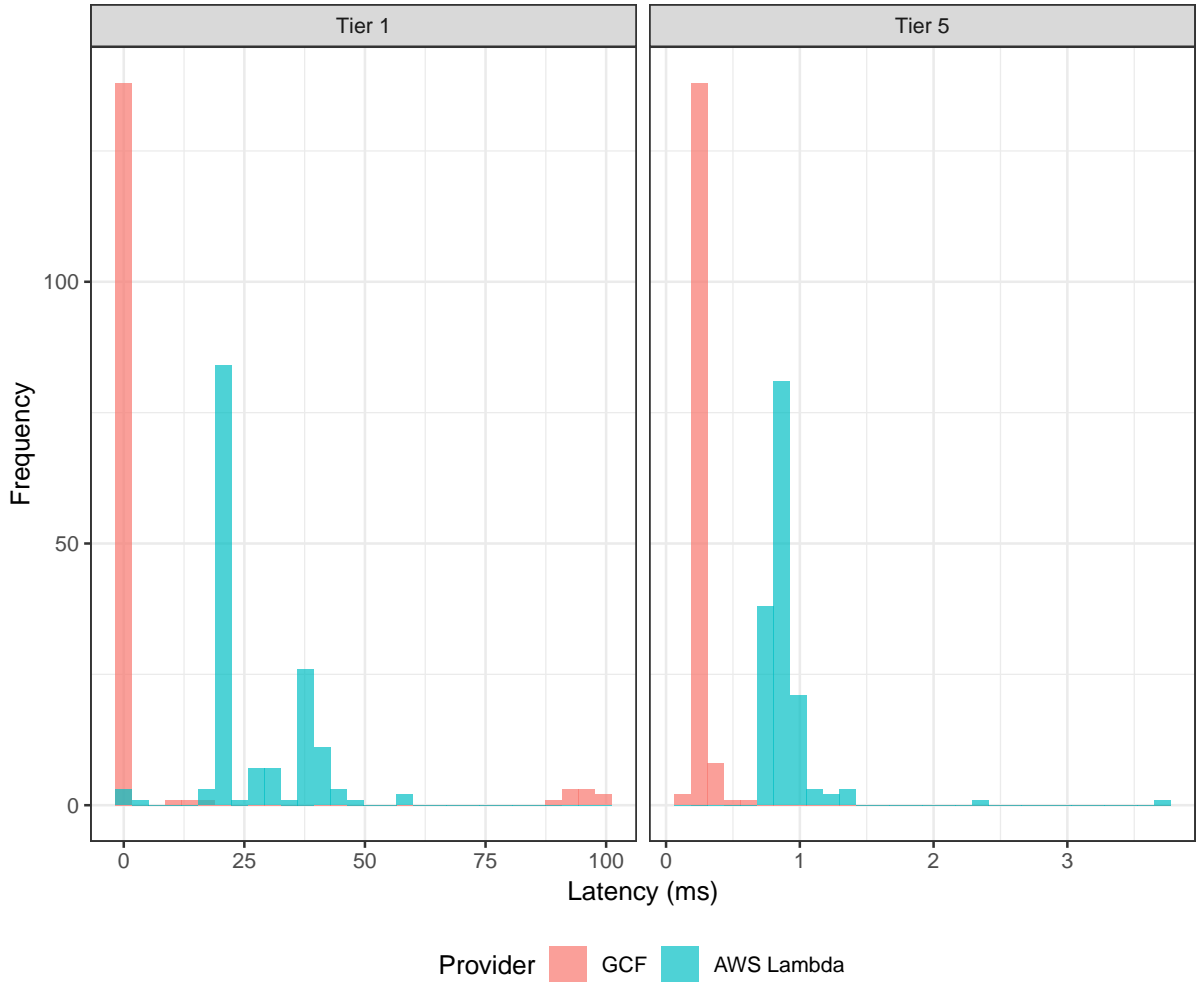 Tier 1
Tier 5
Frequency
100
50
0
0 25 50 75 100
0 1 2 3
Latency (ms)
Provider GCF AWS Lambda